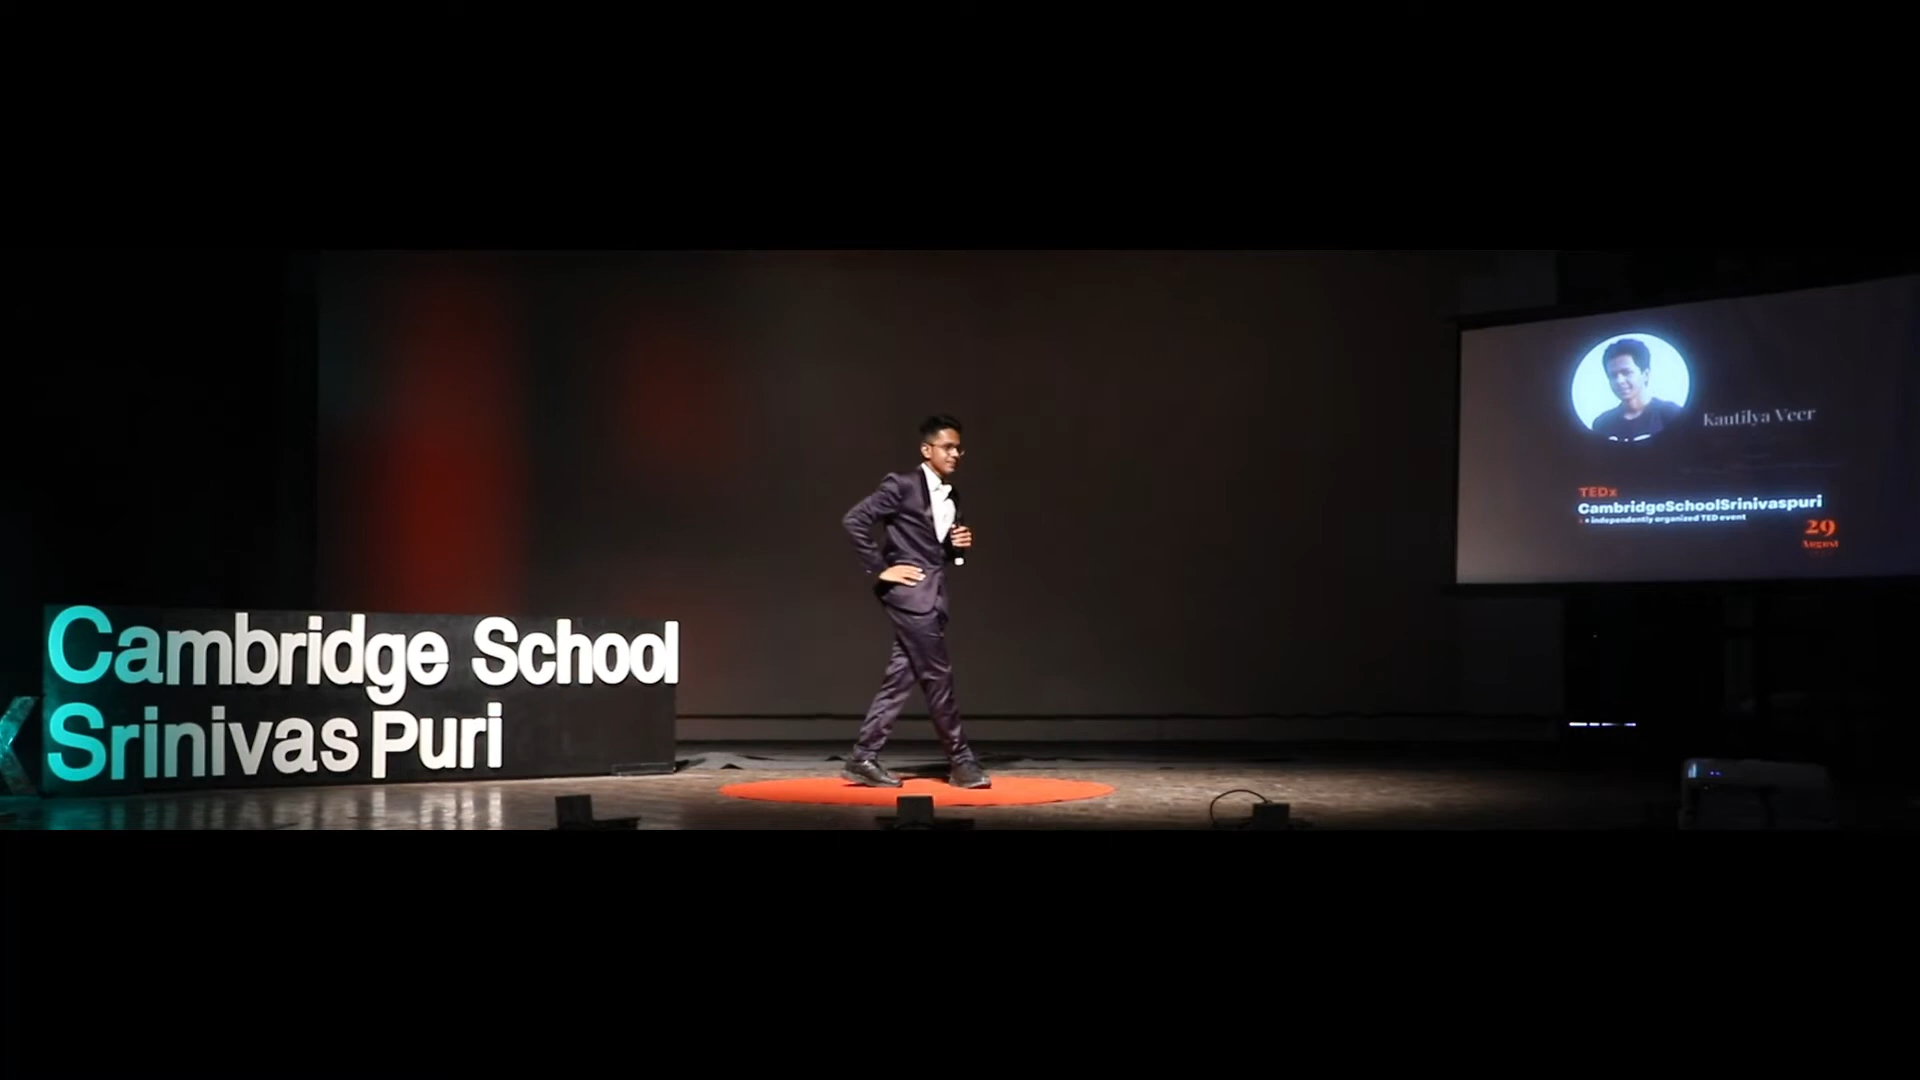 Cambridge School
Srinivas Puri
Kautilya Veer
TEDx
CambridgeSchoolSrinivaspuri
x = independently organized TED event
29
August